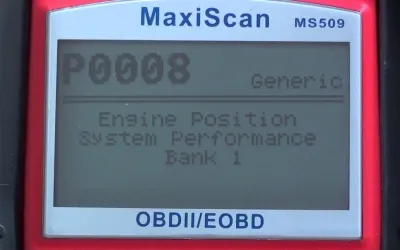 MaxiScan MS509
P0008 Generic
Engine Position
System Performance
Bank 1
OBDII/EOBD